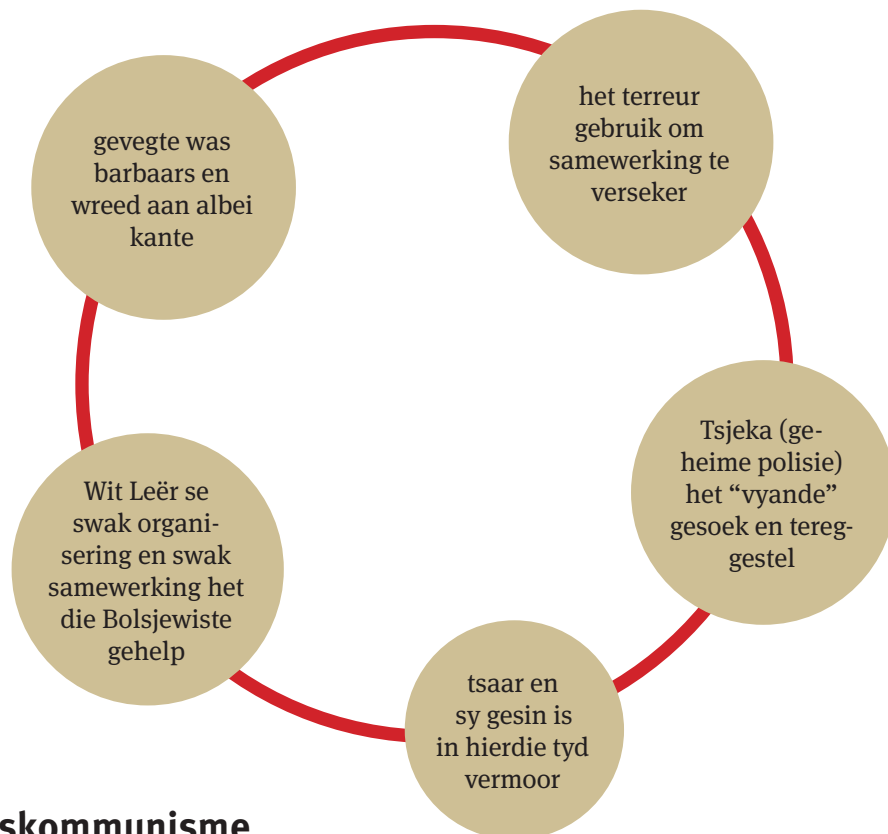 gevegte was
barbaars en
wreed aan albei
kante
het terreur
gebruik om
samewerking te
verseker
Tsjeka (ge-
heime polisie)
het “vyande”
gesoek en tereg-
gestel
tsaar en
sy gesin is
in hierdie tyd
vermoor
Wit Leër se
swak organi-
sering en swak
samewerking het
die Bolsjewiste
gehelp
skommunisme